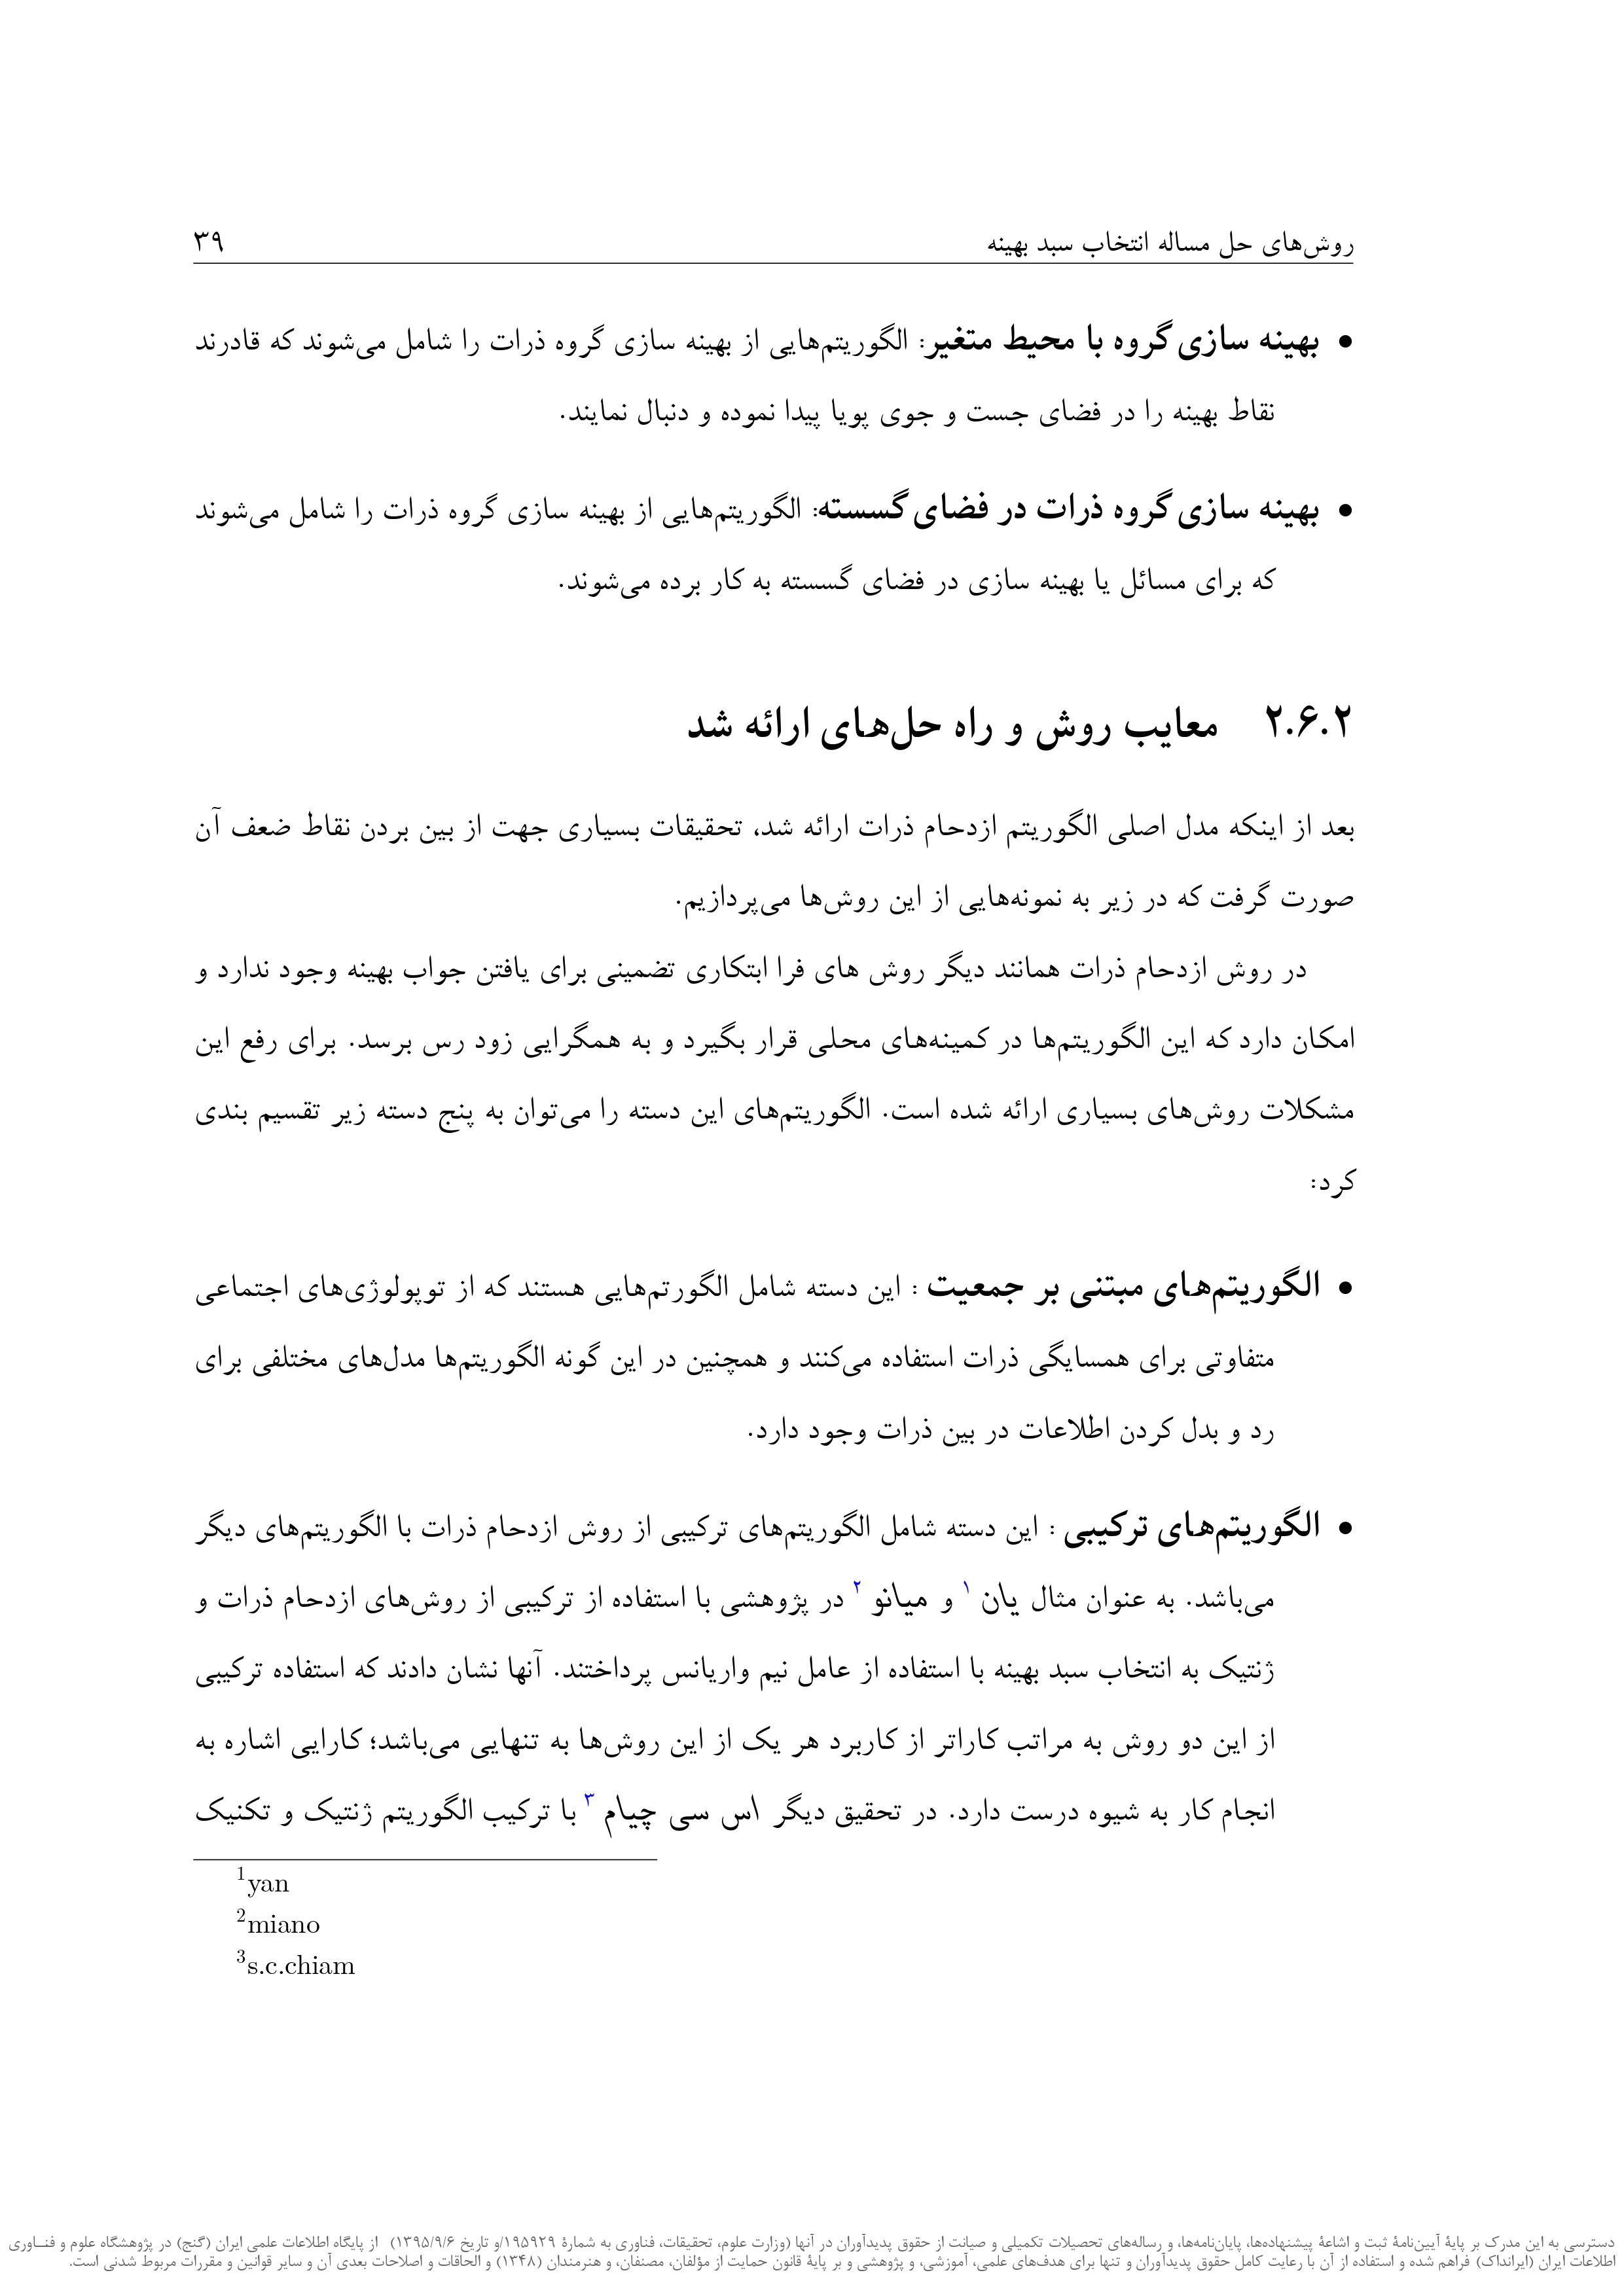 روش‌های حل مساله انتخاب سبد بهینه ۳۹
• بهینه سازی گروه با محیط متغیر: الگوریتم‌هایی از بهینه سازی گروه ذرات را شامل می‌شوند که قادرند
نقاط بهینه را در فضای جست و جوی پویا پیدا نموده و دنبال نمایند.
• بهینه سازی گروه ذرات در فضای گسسته: الگوریتم‌هایی از بهینه سازی گروه ذرات را شامل می‌شوند
که برای مسائل یا بهینه سازی در فضای گسسته به کار برده می‌شوند.
۲.۶.۲ معایب روش و راه حل‌های ارائه شد
بعد از اینکه مدل اصلی الگوریتم ازدحام ذرات ارائه شد، تحقیقات بسیاری جهت از بین بردن نقاط ضعف آن
صورت گرفت که در زیر به نمونه‌هایی از این روش‌ها می‌پردازیم.
در روش ازدحام ذرات همانند دیگر روش های فرا ابتکاری تضمینی برای یافتن جواب بهینه وجود ندارد و
امکان دارد که این الگوریتم‌ها در کمینه‌های محلی قرار بگیرد و به همگرایی زود رس برسد. برای رفع این
مشکلات روش‌های بسیاری ارائه شده است. الگوریتم‌های این دسته را می‌توان به پنج دسته زیر تقسیم بندی
کرد:
• الگوریتم‌های مبتنی بر جمعیت : این دسته شامل الگورتم‌هایی هستند که از توپولوژی‌های اجتماعی
متفاوتی برای همسایگی ذرات استفاده می‌کنند و همچنین در این گونه الگوریتم‌ها مدل‌های مختلفی برای
رد و بدل کردن اطلاعات در بین ذرات وجود دارد.
• الگوریتم‌های ترکیبی : این دسته شامل الگوریتم‌های ترکیبی از روش ازدحام ذرات با الگوریتم‌های دیگر
می‌باشد. به عنوان مثال یان ۱ و میانو ۲ در پژوهشی با استفاده از ترکیبی از روش‌های ازدحام ذرات و
ژنتیک به انتخاب سبد بهینه با استفاده از عامل نیم واریانس پرداختند. آنها نشان دادند که استفاده ترکیبی
از این دو روش به مراتب کاراتر از کاربرد هر یک از این روش‌ها به تنهایی می‌باشد؛ کارایی اشاره به
انجام کار به شیوه درست دارد. در تحقیق دیگر اس سی چیام ۳ با ترکیب الگوریتم ژنتیک و تکنیک
1yan
2miano
3s.c.chiam
دسترسی به این مدرک بر پایهٔ آیین‌نامهٔ ثبت و اشاعهٔ پیشنهاده‌ها، پایان‌نامه‌ها، و رساله‌های تحصیلات تکمیلی و صیانت از حقوق پدیدآوران در آنها (وزارت علوم، تحقیقات، فناوری به شمارهٔ ۱۹۵۹۲۹/و تاریخ ۱۳۹۵/۹/۶) از پایگاه اطلاعات علمی ایران (گنج) در پژوهشگاه علوم و فنــاوری
اطلاعات ایران (ایرانداک) فراهم شده و استفاده از آن با رعایت کامل حقوق پدیدآوران و تنها برای هدف‌های علمی، آموزشی، و پژوهشی و بر پایهٔ قانون حمایت از مؤلفان، مصنفان، و هنرمندان (۱۳۴۸) و الحاقات و اصلاحات بعدی آن و سایر قوانین و مقررات مربوط شدنی است.